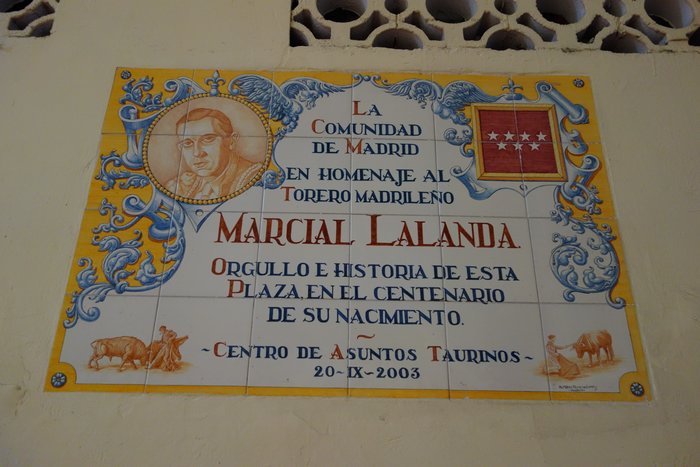 LA
COMUNIDAD
DE MADRID
EN HOMENAJE AL
TORERO MADRILEÑO
MARCIAL LALANDA.
ORGULLO E HISTORIA DE ESTA
PLAZA, EN EL CENTENARIO
DE SU NACIMIENTO.
~
- CENTRO DE ASUNTOS TAURINOS -
20-IX-2003